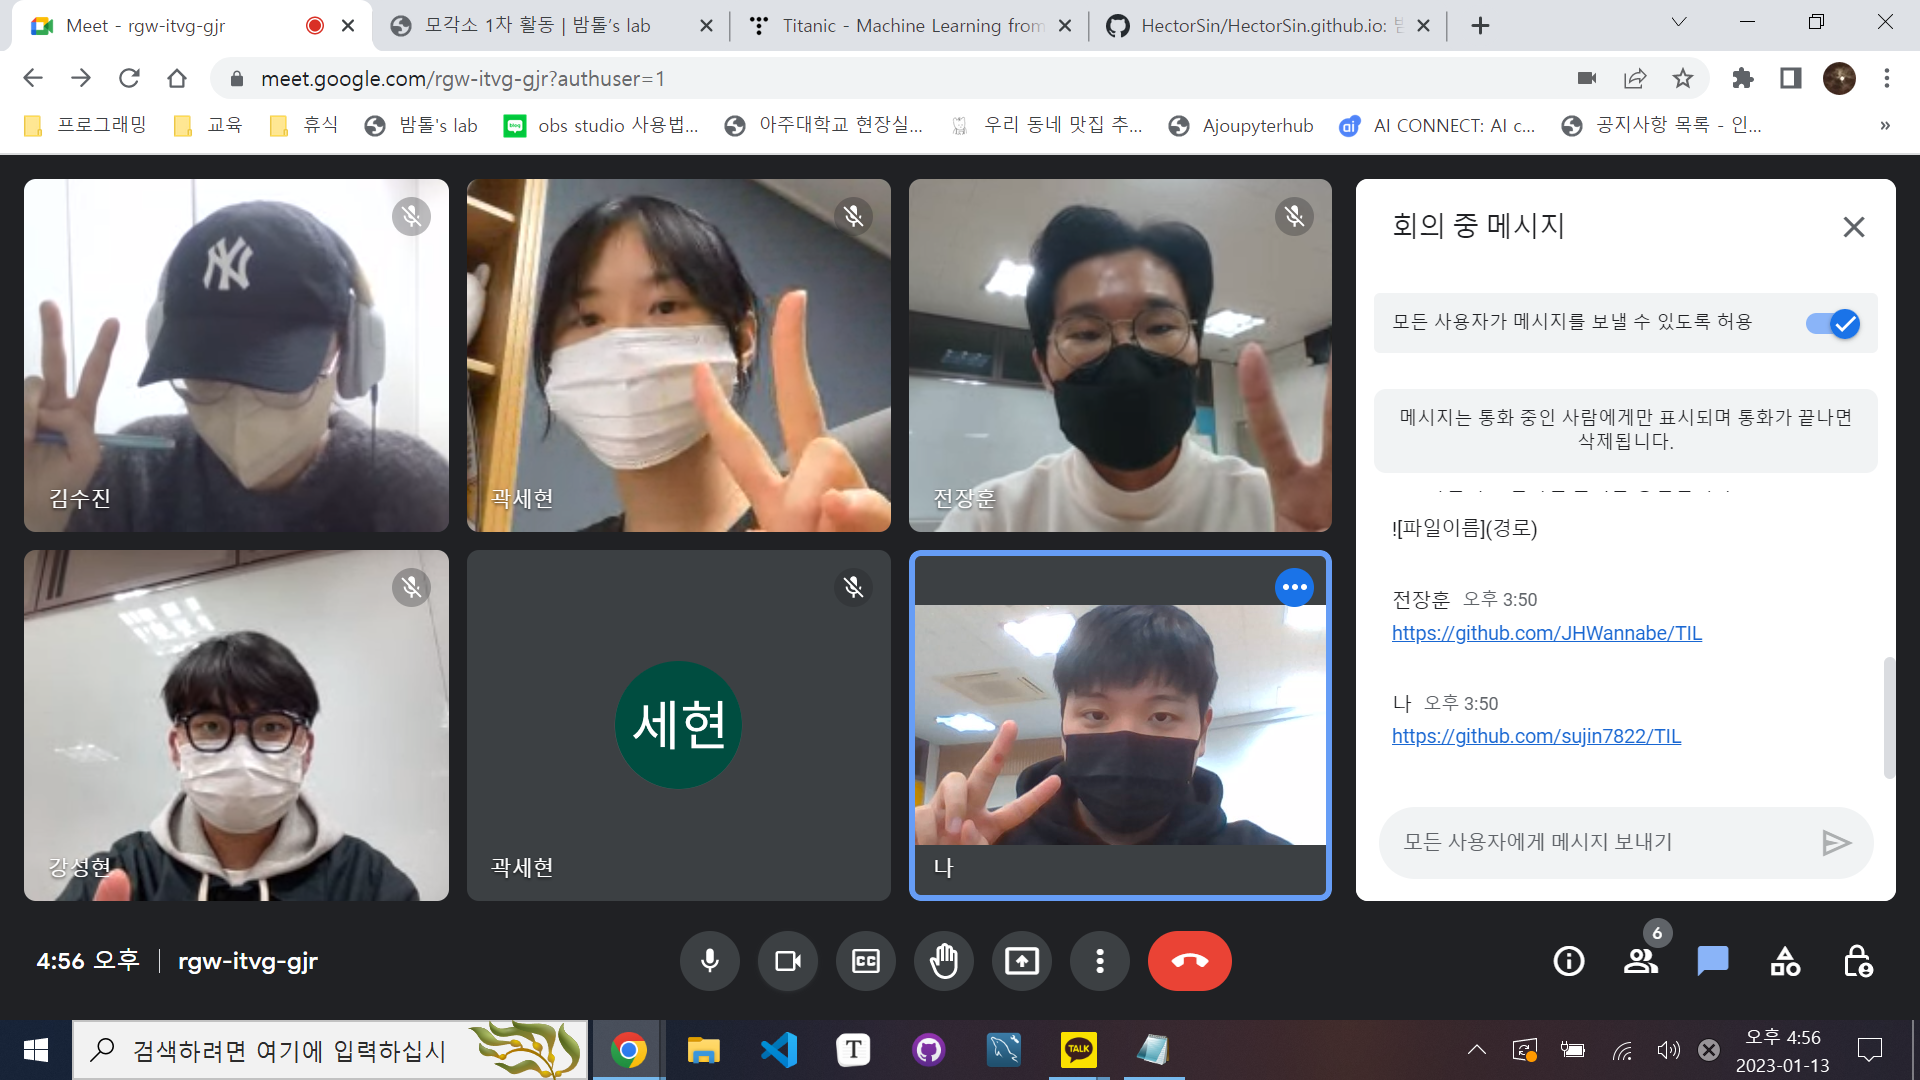 Meet - rgw-itvg-gjr
모각소 1차 활동 | 밤톨's lab
Titanic - Machine Learning from
HectorSin/HectorSin.github.io:
meet.google.com/rgw-itvg-gjr?authuser=1
프로그래밍
교육
휴식
밤톨's lab
obs studio 사용법...
아주대학교 현장실...
우리 동네 맛집 추...
Ajoupyterhub
AI CONNECT: AI c...
공지사항 목록 - 인...
»
NY
김수진
곽세현
전장훈
강성현
세현
곽세현
나
회의 중 메시지
모든 사용자가 메시지를 보낼 수 있도록 허용
메시지는 통화 중인 사람에게만 표시되며 통화가 끝나면
삭제됩니다.
![파일이름](경로)
전장훈 오후 3:50
https://github.com/JHWannabe/TIL
나 오후 3:50
https://github.com/sujin7822/TIL
모든 사용자에게 메시지 보내기
4:56 오후 | rgw-itvg-gjr
CC
6
검색하려면 여기에 입력하십시
T
TALK
오후 4:56
2023-01-13